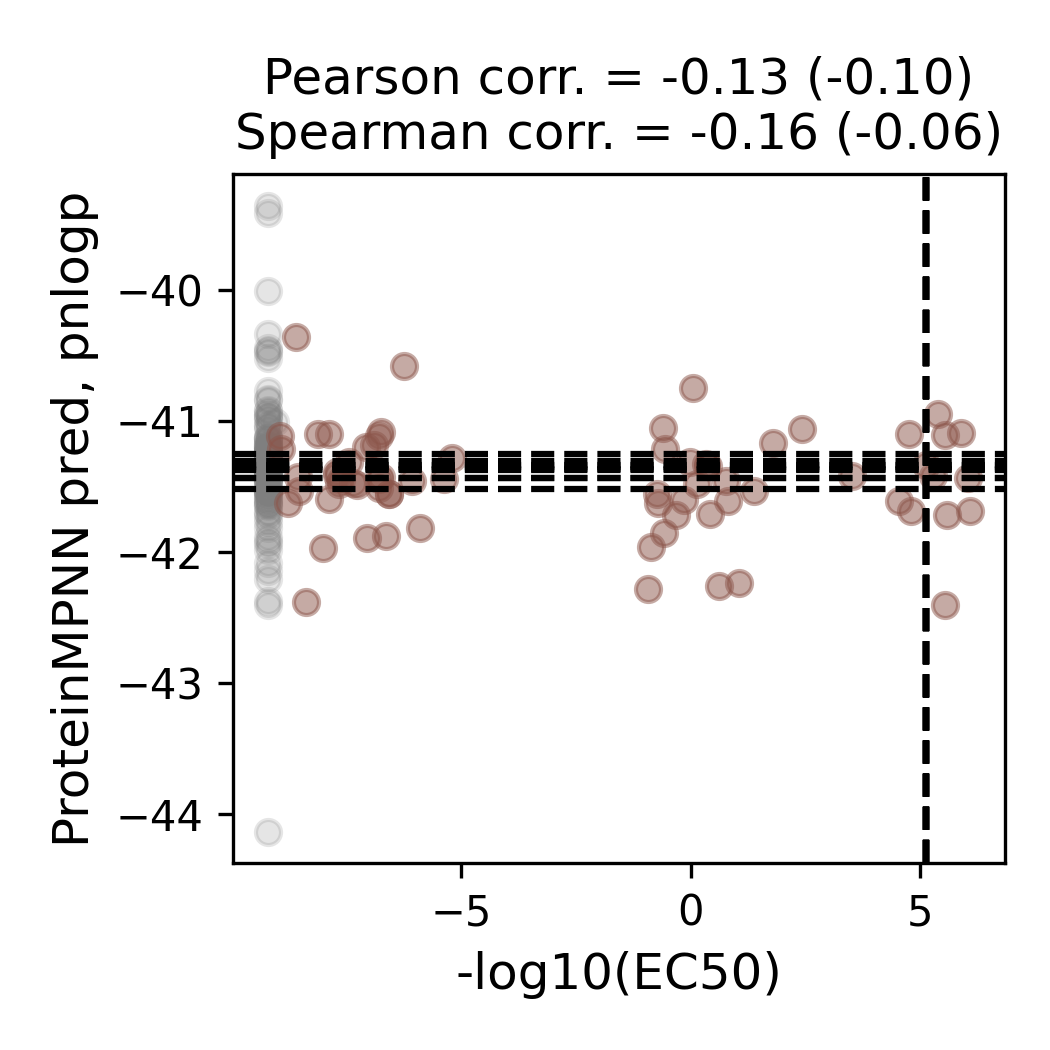 Pearson corr. = -0.13 (-0.10)
Spearman corr. = -0.16 (-0.06)
ProteinMPNN pred, pnlogp
−40
−41
−42
−43
−44
−5
0
5
-log10(EC50)